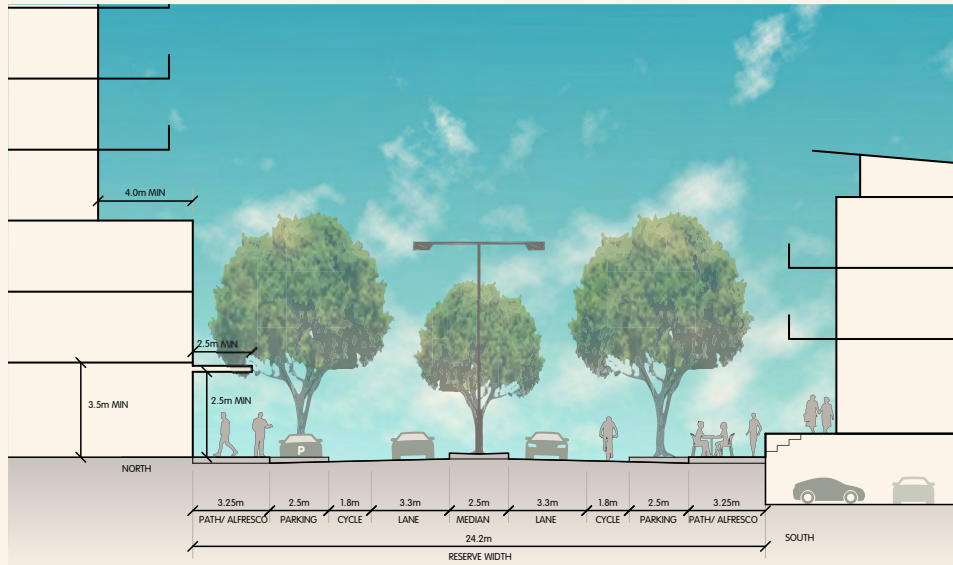 4.0m MIN
2.5m MIN
3.5m MIN
2.5m MIN
P
NORTH
3.25m 2.5m 1.8m 3.3m 2.5m 3.3m 1.8m 2.5m 3.25m
PATH/ ALFRESCO PARKING CYCLE LANE MEDIAN LANE CYCLE PARKING PATH/ ALFRESCO
24.2m
SOUTH
RESERVE WIDTH